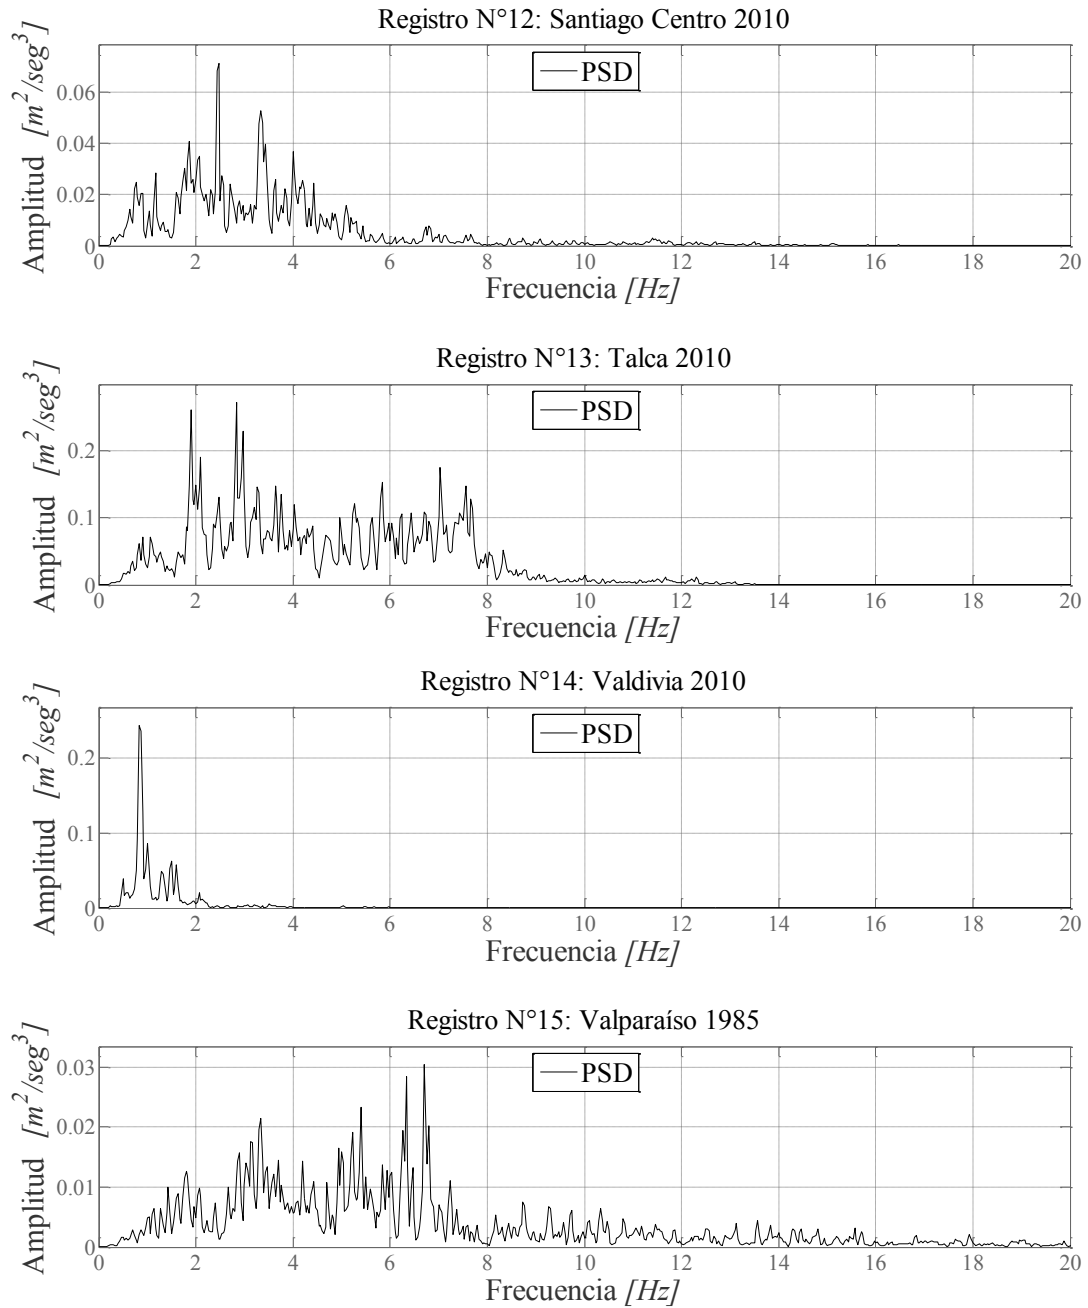 Registro N°12: Santiago Centro 2010
Amplitud [m²/seg³]
PSD
0.06
0.04
0.02
0
0 2 4 6 8 10 12 14 16 18 20
Frecuencia [Hz]
Registro N°13: Talca 2010
Amplitud [m²/seg³]
PSD
0.2
0.1
0
0 2 4 6 8 10 12 14 16 18 20
Frecuencia [Hz]
Registro N°14: Valdivia 2010
Amplitud [m²/seg³]
PSD
0.2
0.1
0
0 2 4 6 8 10 12 14 16 18 20
Frecuencia [Hz]
Registro N°15: Valparaíso 1985
Amplitud [m²/seg³]
PSD
0.03
0.02
0.01
0
0 2 4 6 8 10 12 14 16 18 20
Frecuencia [Hz]